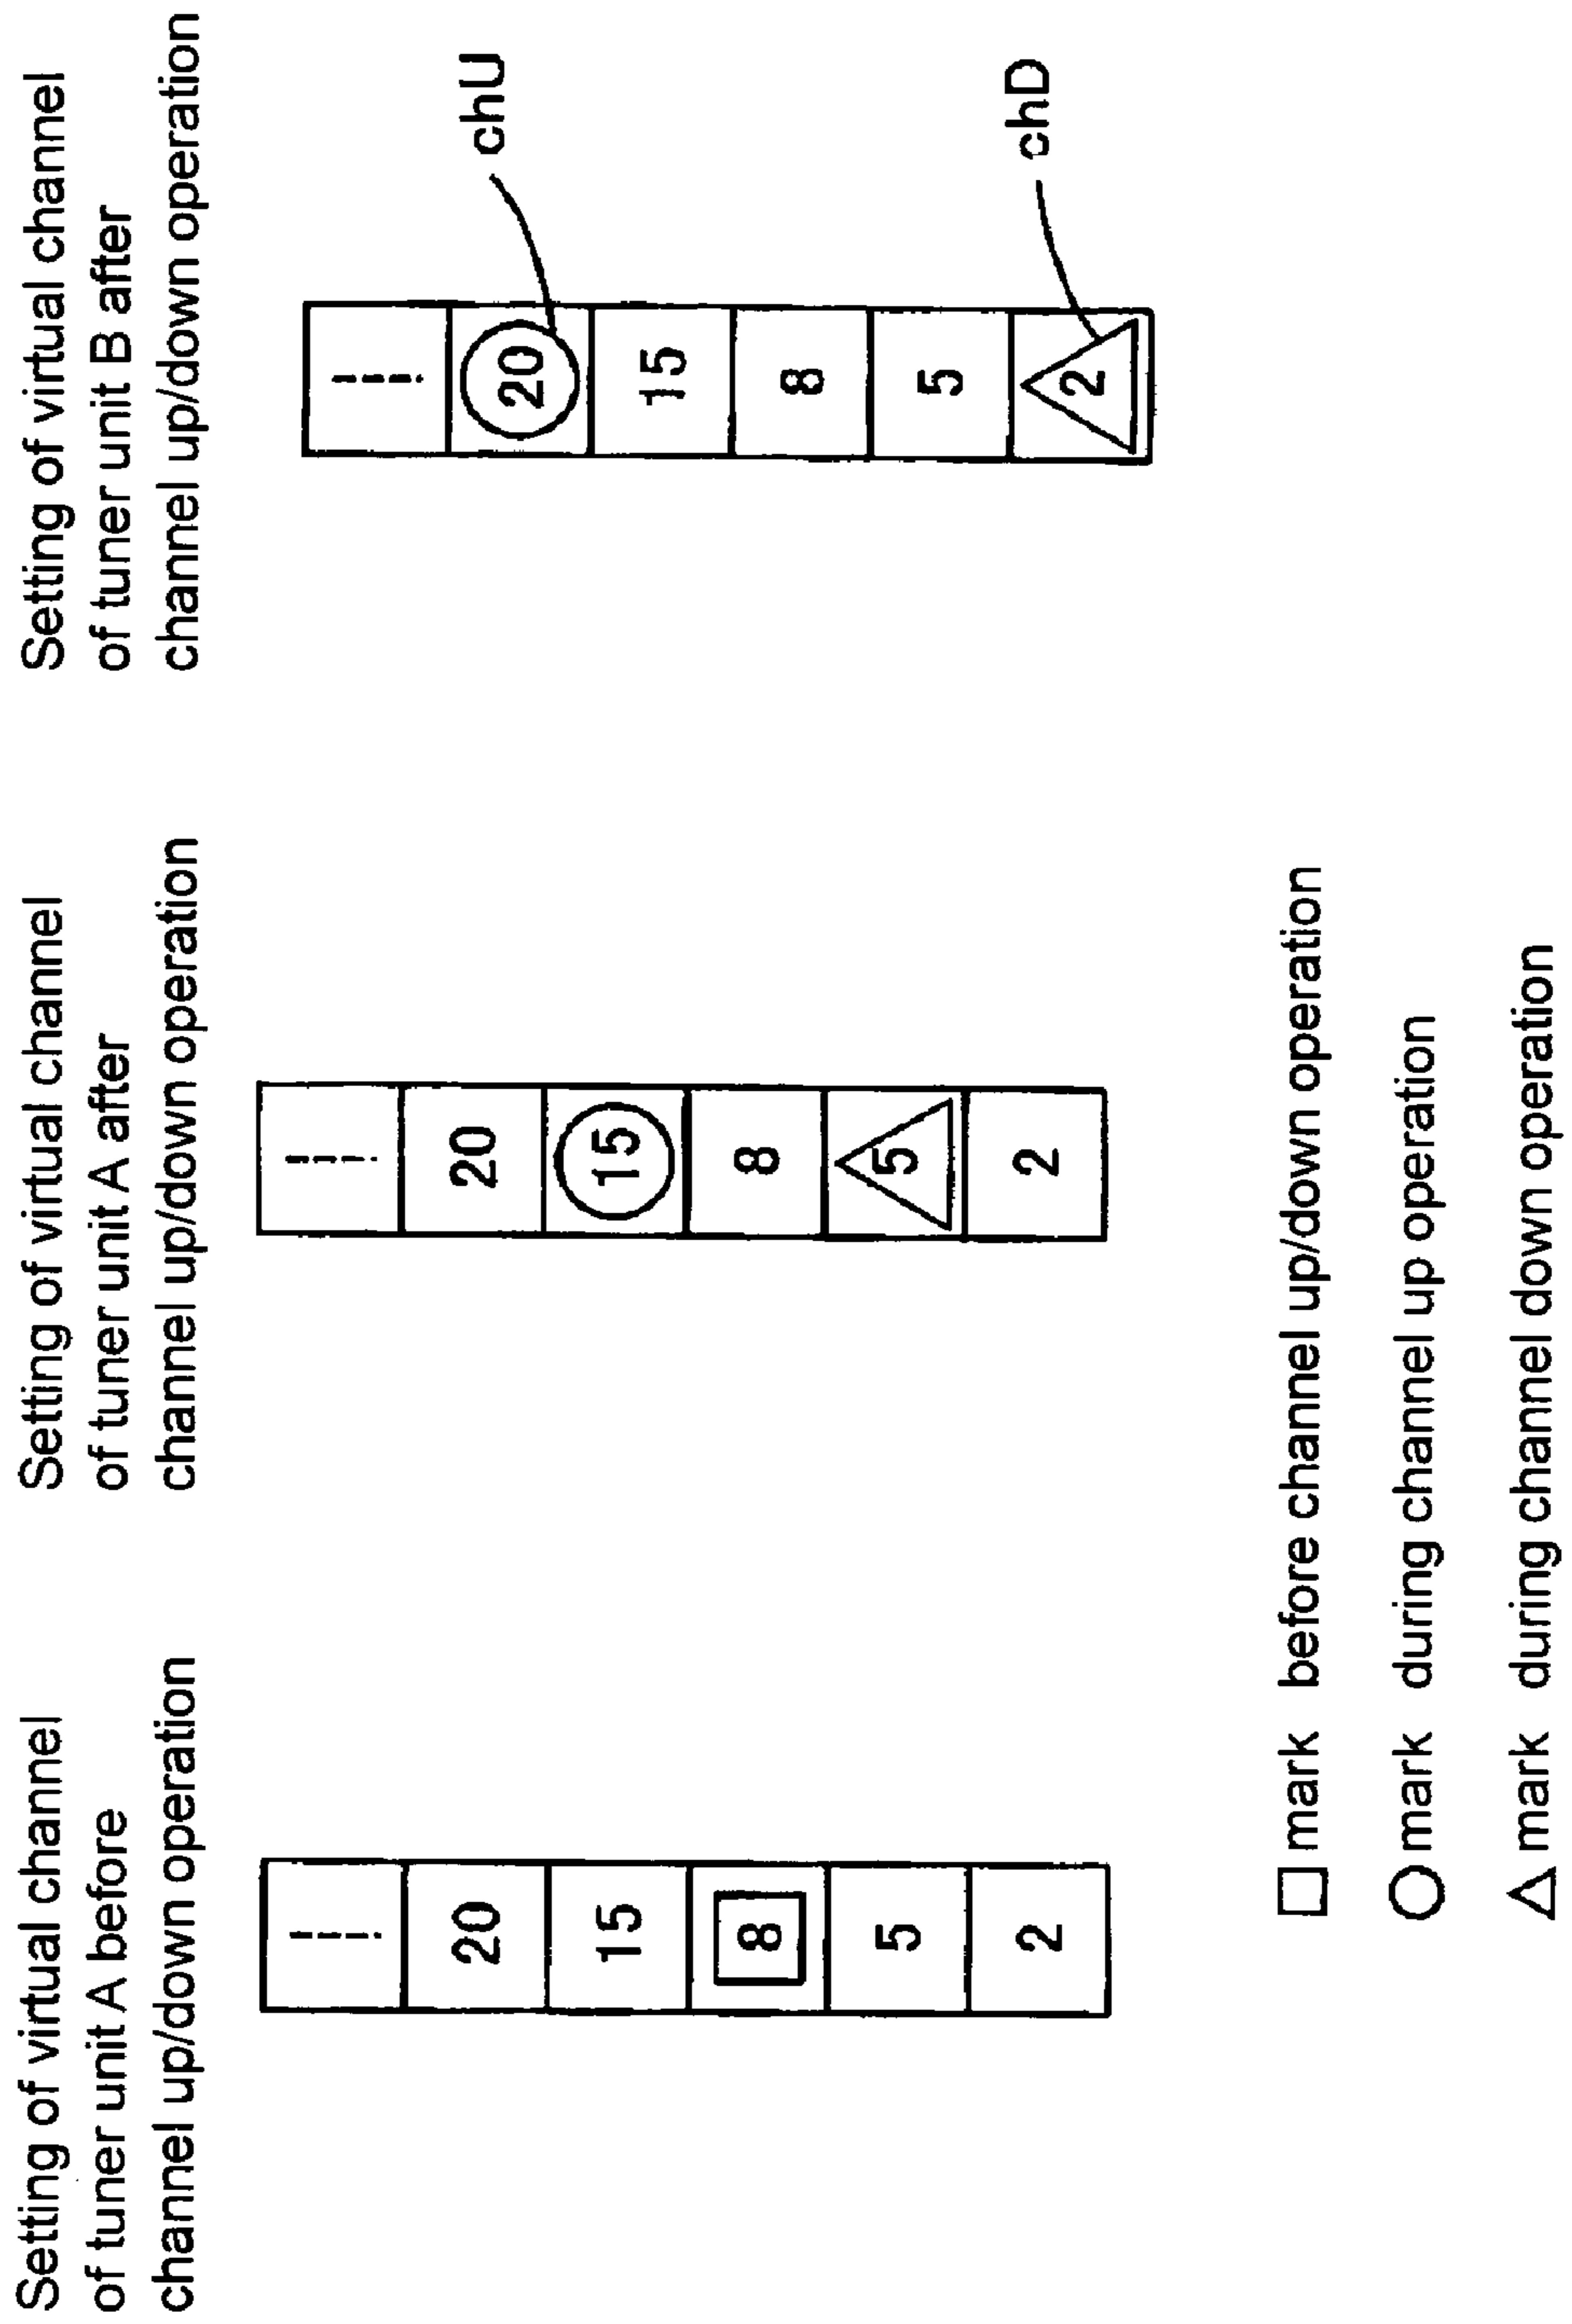 Setting of virtual channel
of tuner unit A before
channel up/down operation
20
15
8
5
2
Setting of virtual channel
of tuner unit A after
channel up/down operation
20
15
8
5
2
Setting of virtual channel
of tuner unit B after
channel up/down operation
20
15
8
5
2
chU
chD
□ mark before channel up/down operation
○ mark during channel up operation
△ mark during channel down operation